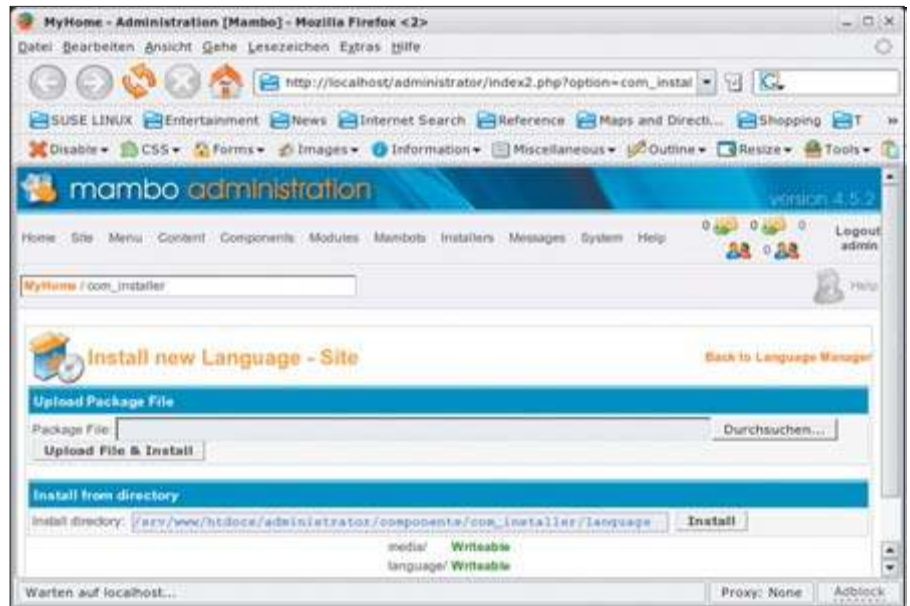 MyHome - Administration [Mambo] - Mozilla Firefox <2>
Datei Bearbeiten Ansicht Gehe Lesezeichen Extras Hilfe
http://localhost/administrator/index2.php?option=com_instal
G
SUSE LINUX Entertainment News Internet Search Reference Maps and Directi... Shopping T »
Disable CSS Forms Images Information Miscellaneous Outline Resize Tools
mambo administration
version 4.5.2
Home Site Menu Content Components Modules Mambots Installers Messages System Help
0 0 0
0
Logout
admin
MyHome / com_installer
Help
Install new Language - Site
Back to Language Manager
Upload Package File
Package File: Durchsuchen...
Upload File & Install
Install from directory
Install directory: /srv/www/htdocs/administrator/components/com_installer/language Install
media/ Writeable
language/ Writeable
Warten auf localhost... Proxy: None Adblock